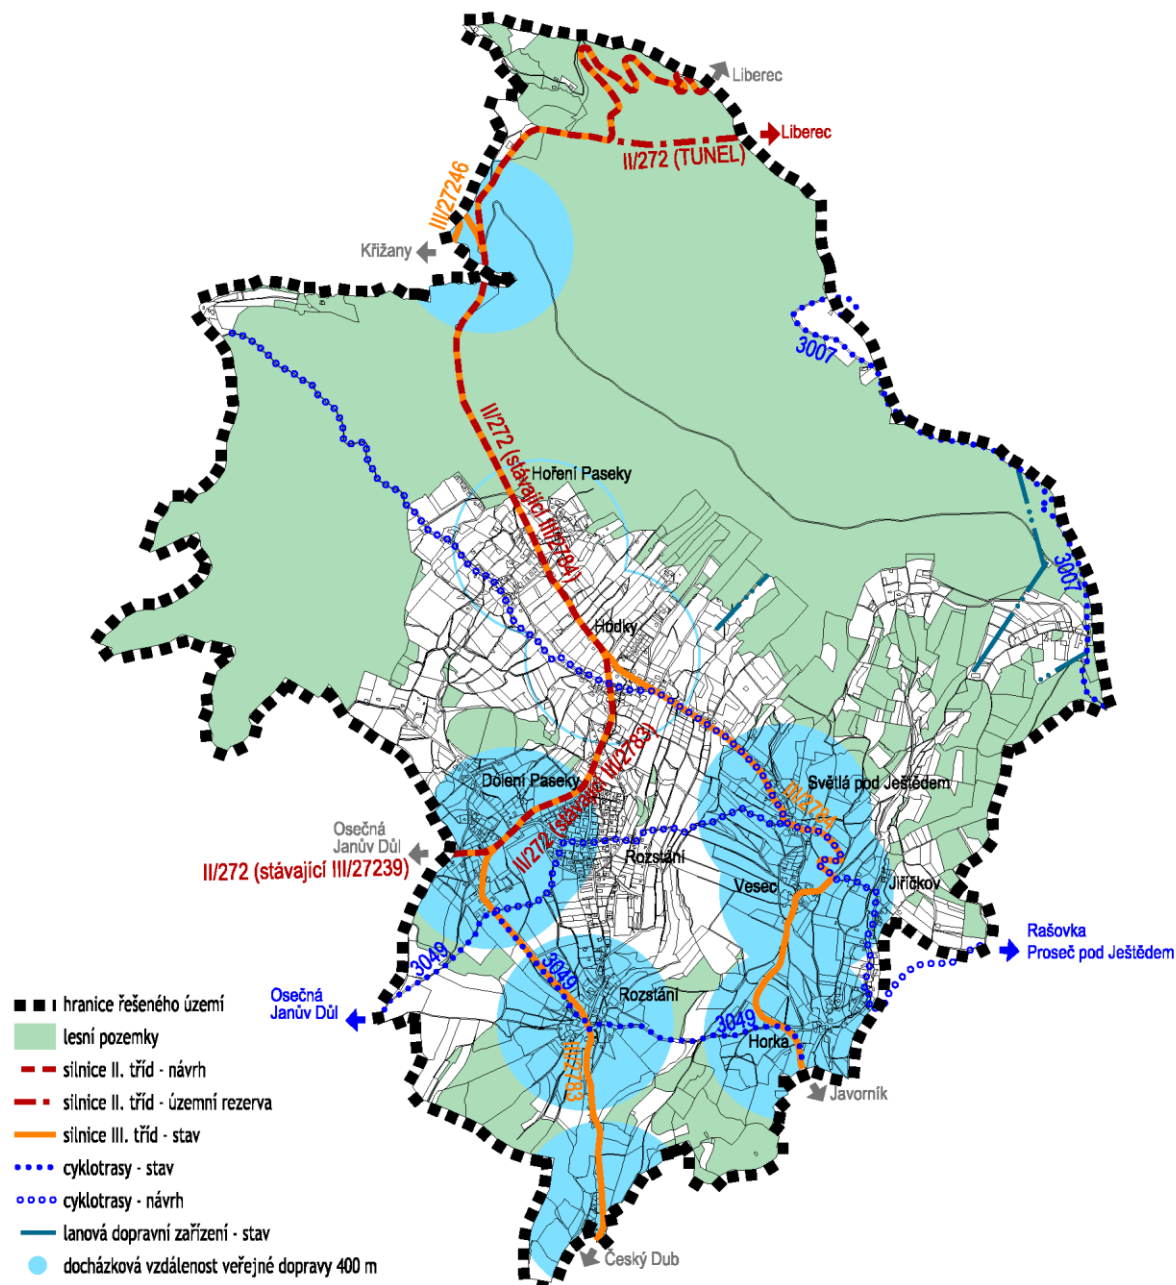 Liberec
Liberec
II/272 (TUNEL)
III/27246
Křižany
3007
II/272 (stávající III/2784)
Hoření Paseky
3007
Hodky
Dolení Paseky
II/272 (stávající III/2783)
Světlá pod Ještědem
III/2784
Osečná
Janův Důl
II/272 (stávající III/27239)
Rozstání
Vesec
Jiříčkov
Rašovka
Proseč pod Ještědem
3049
3049
Osečná
Janův Důl
Rozstání
3049
Horka
III/2783
Javorník
Český Dub
hranice řešeného území
lesní pozemky
silnice II. tříd - návrh
silnice II. tříd - územní rezerva
silnice III. tříd - stav
cyklotrasy - stav
cyklotrasy - návrh
lanová dopravní zařízení - stav
docházková vzdálenost veřejné dopravy 400 m